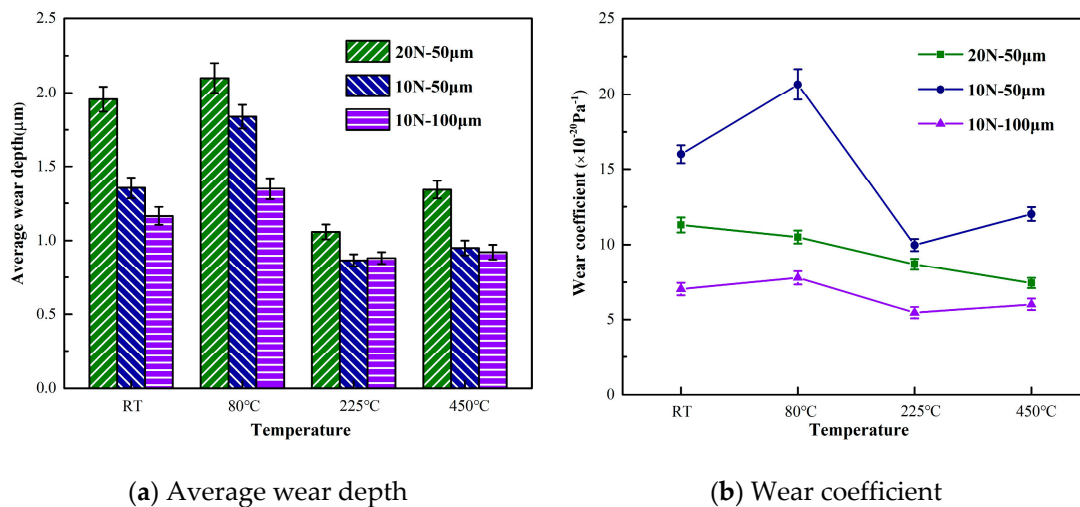 2.5
2.0
1.5
1.0
0.5
0.0
Average wear depth(μm)
20N-50μm
10N-50μm
10N-100μm
RT
80℃
225℃
450℃
Temperature
(a) Average wear depth
25
20
15
10
5
0
Wear coefficient (×10⁻²⁰Pa⁻¹)
20N-50μm
10N-50μm
10N-100μm
RT
80℃
225℃
450℃
Temperature
(b) Wear coefficient